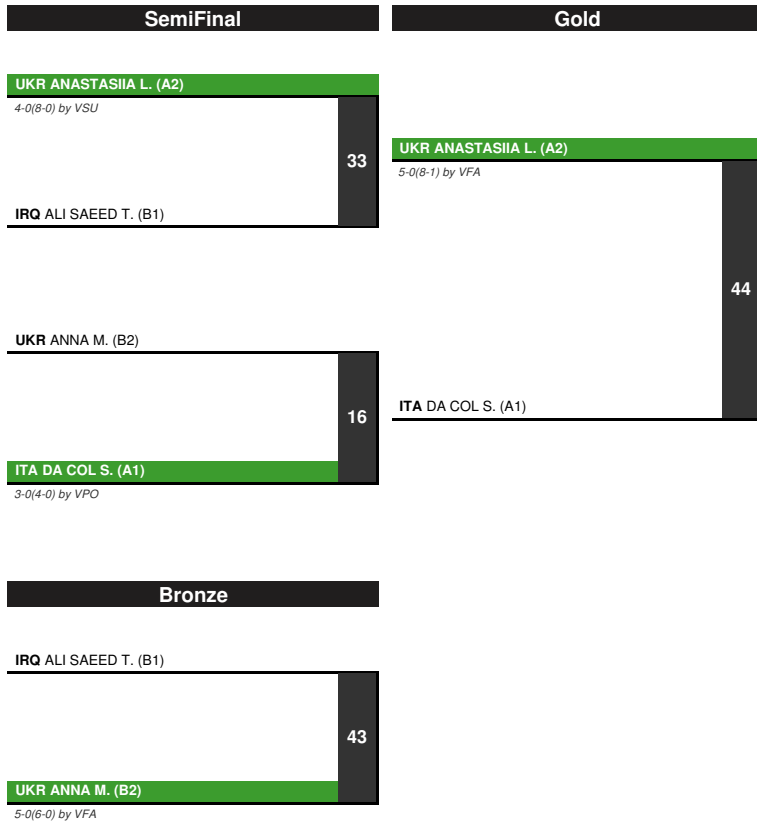 SemiFinal
UKR ANASTASIIA L. (A2)
4-0(8-0) by VSU
33
IRQ ALI SAEED T. (B1)
UKR ANNA M. (B2)
16
ITA DA COL S. (A1)
3-0(4-0) by VPO
Gold
UKR ANASTASIIA L. (A2)
5-0(8-1) by VFA
44
ITA DA COL S. (A1)
Bronze
IRQ ALI SAEED T. (B1)
43
UKR ANNA M. (B2)
5-0(6-0) by VFA